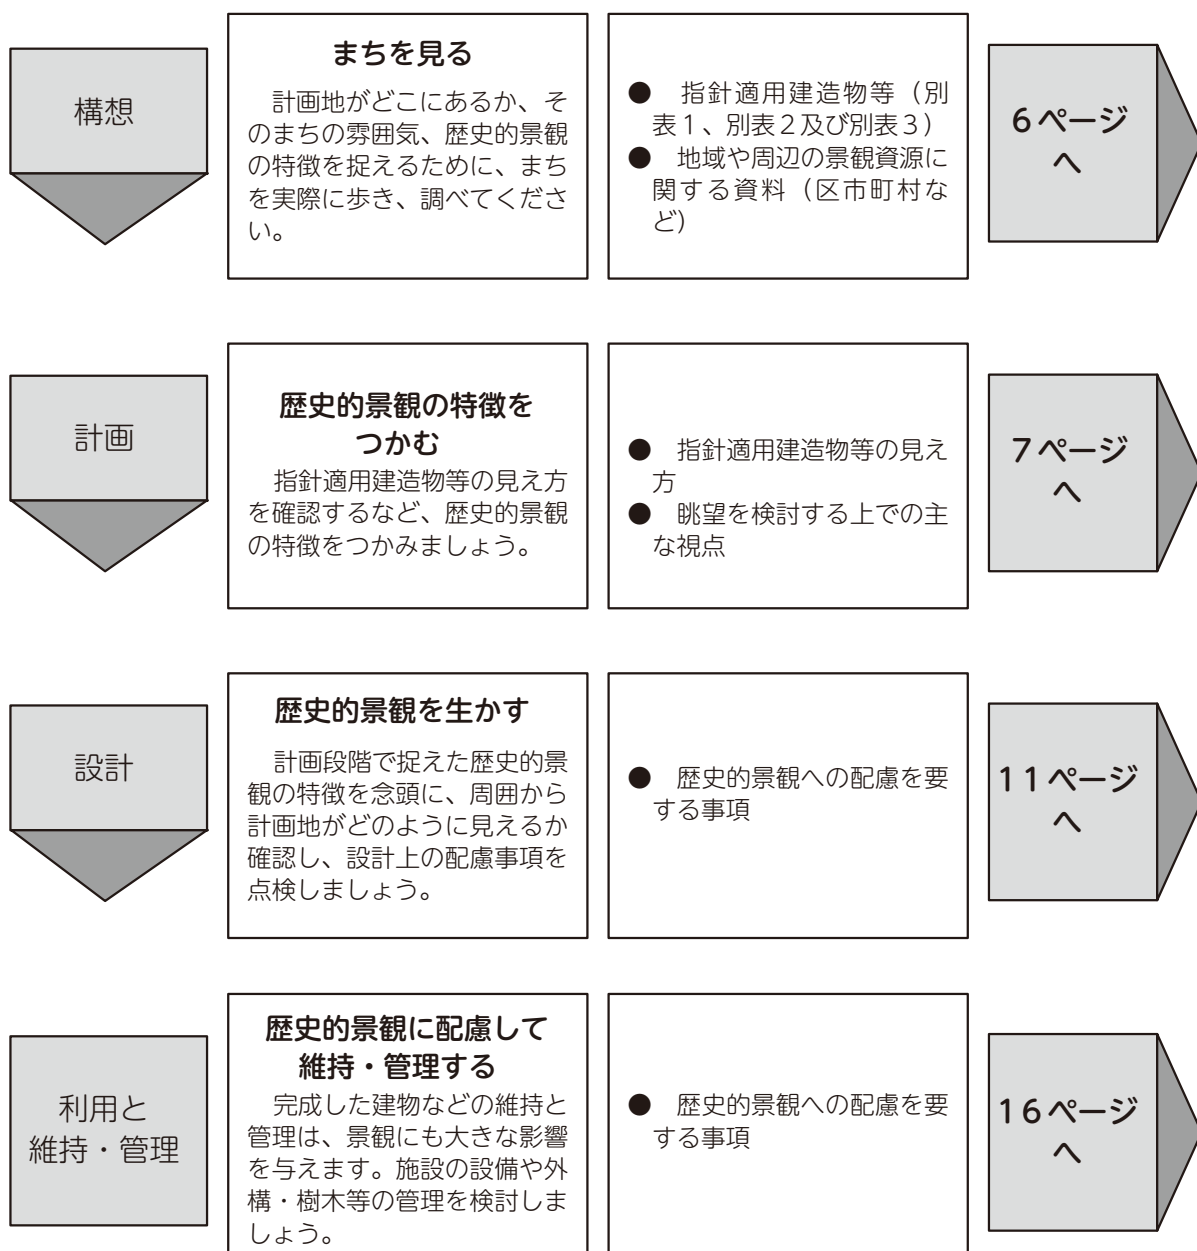 構想
まちを見る
計画地がどこにあるか、そ
のまちの雰囲気、歴史的景観
の特徴を捉えるために、まち
を実際に歩き、調べてくださ
い。
● 指針適用建造物等（別
表１、別表２及び別表３）
● 地域や周辺の景観資源に
関する資料（区市町村な
ど）
６ページ
へ
計画
歴史的景観の特徴を
つかむ
指針適用建造物等の見え方
を確認するなど、歴史的景観
の特徴をつかみましょう。
● 指針適用建造物等の見え
方
● 眺望を検討する上での主
な視点
７ページ
へ
設計
歴史的景観を生かす
計画段階で捉えた歴史的景
観の特徴を念頭に、周囲から
計画地がどのように見えるか
確認し、設計上の配慮事項を
点検しましょう。
● 歴史的景観への配慮を要
する事項
１１ページ
へ
利用と
維持・管理
歴史的景観に配慮して
維持・管理する
完成した建物などの維持と
管理は、景観にも大きな影響
を与えます。施設の設備や外
構・樹木等の管理を検討しま
しょう。
● 歴史的景観への配慮を要
する事項
１６ページ
へ